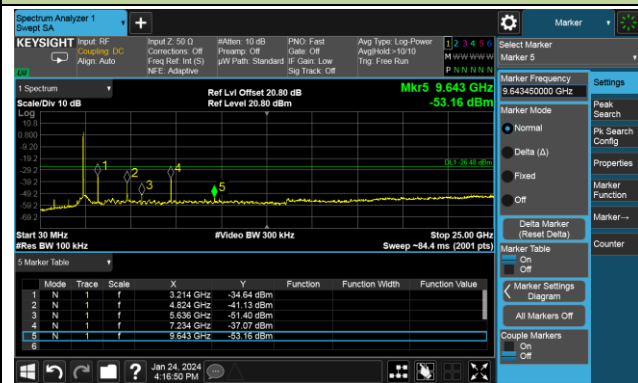 Spectrum Analyzer 1
Swept SA
+
Marker
KEYSIGHT
Input: RF
Coupling: DC
Align: Auto
Input Z: 50 Ω
Corrections: Off
Freq Ref: Int (S)
NFE: Adaptive
#Atten: 10 dB
Preamp: Off
µW Path: Standard
PNO: Fast
Gate: Off
IF Gain: Low
Sig Track: Off
Avg Type: Log-Power
Avg|Hold:>10/10
Trig: Free Run
1 2 3 4 5 6
M W W W W W
P N N N N N
Select Marker
Marker 5
LXI
1 Spectrum
Scale/Div 10 dB
Ref Lvl Offset 20.80 dB
Ref Level 20.80 dBm
Mkr5 9.643 GHz
-53.16 dBm
Log
10.8
0.800
-9.20
-19.2
-29.2
-39.2
-49.2
-59.2
-69.2
DL1 -26.48 dBm
1
2
3
4
5
Start 30 MHz
#Video BW 300 kHz
Stop 25.00 GHz
#Res BW 100 kHz
Sweep ~84.4 ms (2001 pts)
5 Marker Table
Mode Trace Scale X Y Function Function Width Function Value
1 N 1 f 3.214 GHz -34.64 dBm
2 N 1 f 4.824 GHz -41.13 dBm
3 N 1 f 5.636 GHz -51.40 dBm
4 N 1 f 7.234 GHz -37.07 dBm
5 N 1 f 9.643 GHz -53.16 dBm
6
Marker Frequency
9.643450000 GHz
Marker Mode
Normal
Delta (Δ)
Fixed
Off
Delta Marker
(Reset Delta)
Marker Table
On
Off
Marker Settings
Diagram
All Markers Off
Couple Markers
On
Off
Settings
Peak
Search
Pk Search
Config
Properties
Marker
Function
Marker→
Counter
?
Jan 24, 2024
4:16:50 PM